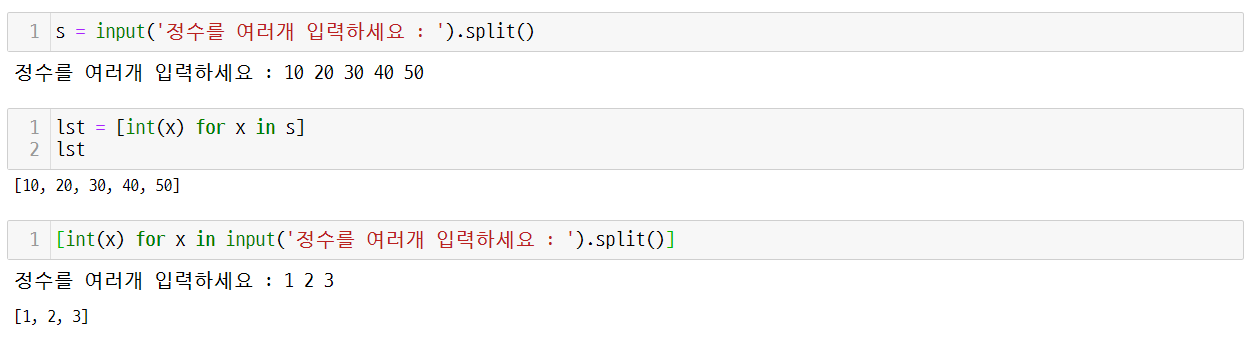 1 s = input('정수를 여러개 입력하세요 : ').split()
정수를 여러개 입력하세요 : 10 20 30 40 50
1 lst = [int(x) for x in s]
2 lst
[10, 20, 30, 40, 50]
1 [int(x) for x in input('정수를 여러개 입력하세요 : ').split()]
정수를 여러개 입력하세요 : 1 2 3
[1, 2, 3]